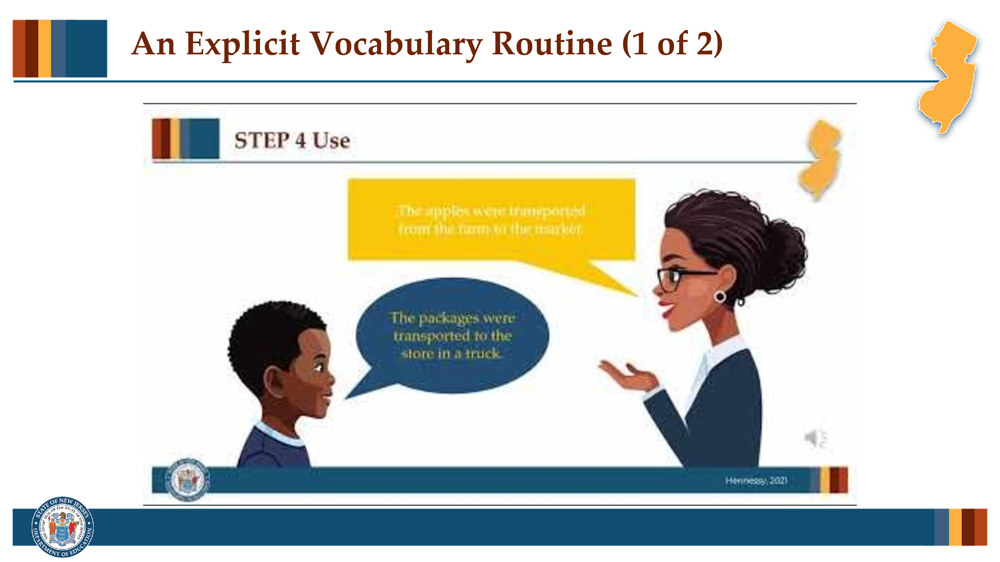 An Explicit Vocabulary Routine (1 of 2)
STEP 4 Use
The apples were transported
from the farm to the market.
The packages were
transported to the
store in a truck.
Hennessy, 2021
STATE OF NEW JERSEY
THE GREAT SEAL OF THE STATE OF NEW JERSEY
DEPARTMENT OF EDUCATION